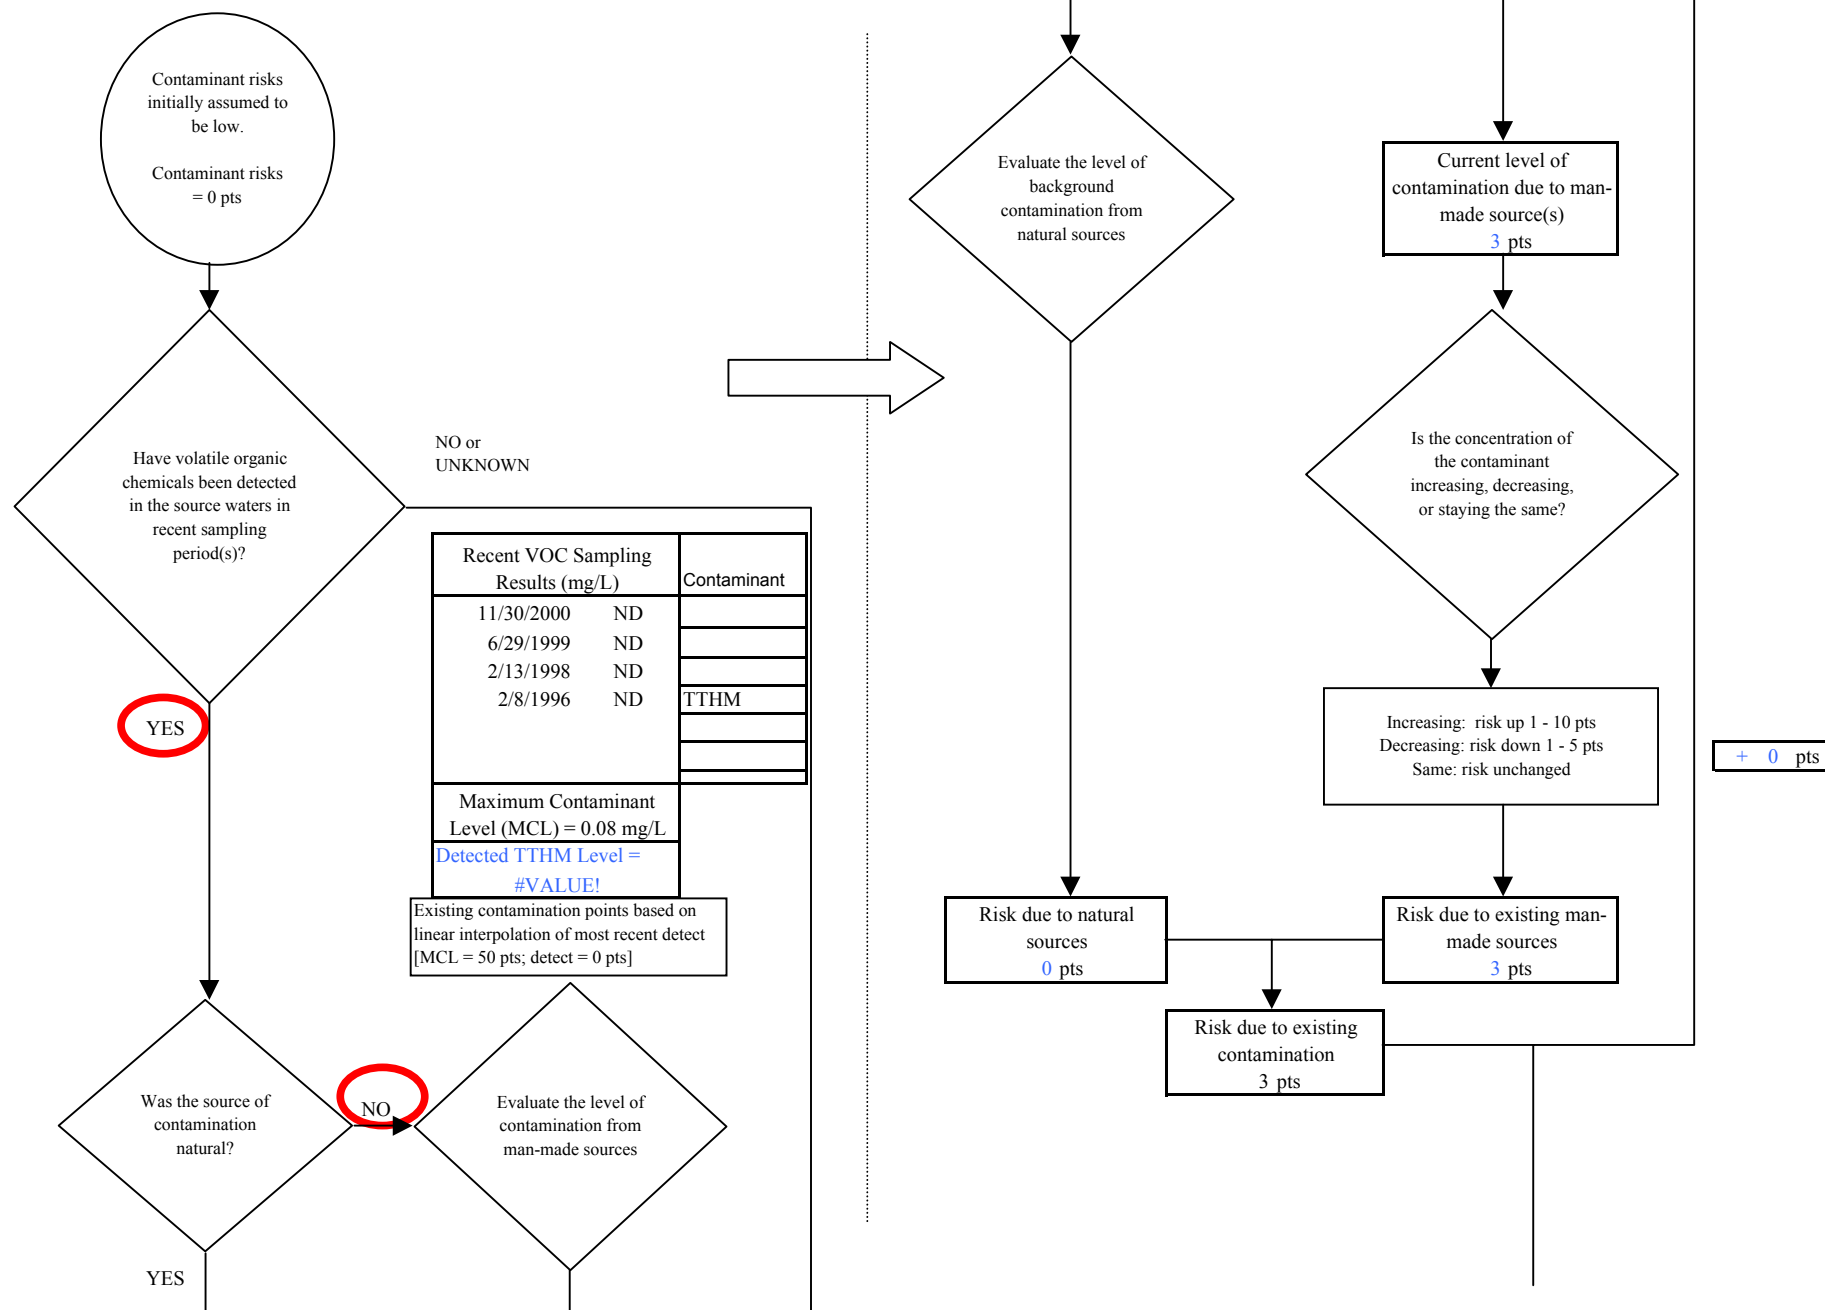 Contaminant risks
initially assumed to
be low.
Contaminant risks
= 0 pts
Have volatile organic
chemicals been detected
in the source waters in
recent sampling
period(s)?
NO or
UNKNOWN
YES
Recent VOC Sampling
Results (mg/L)
Contaminant
11/30/2000 ND
6/29/1999 ND
2/13/1998 ND
2/8/1996 ND TTHM
Maximum Contaminant
Level (MCL) = 0.08 mg/L
Detected TTHM Level =
#VALUE!
Existing contamination points based on
linear interpolation of most recent detect
[MCL = 50 pts; detect = 0 pts]
Was the source of
contamination
natural?
NO
YES
Evaluate the level of
contamination from
man-made sources
Evaluate the level of
background
contamination from
natural sources
Current level of
contamination due to man-
made source(s)
3 pts
Is the concentration of
the contaminant
increasing, decreasing,
or staying the same?
Increasing: risk up 1 - 10 pts
Decreasing: risk down 1 - 5 pts
Same: risk unchanged
+ 0 pts
Risk due to natural
sources
0 pts
Risk due to existing man-
made sources
3 pts
Risk due to existing
contamination
3 pts